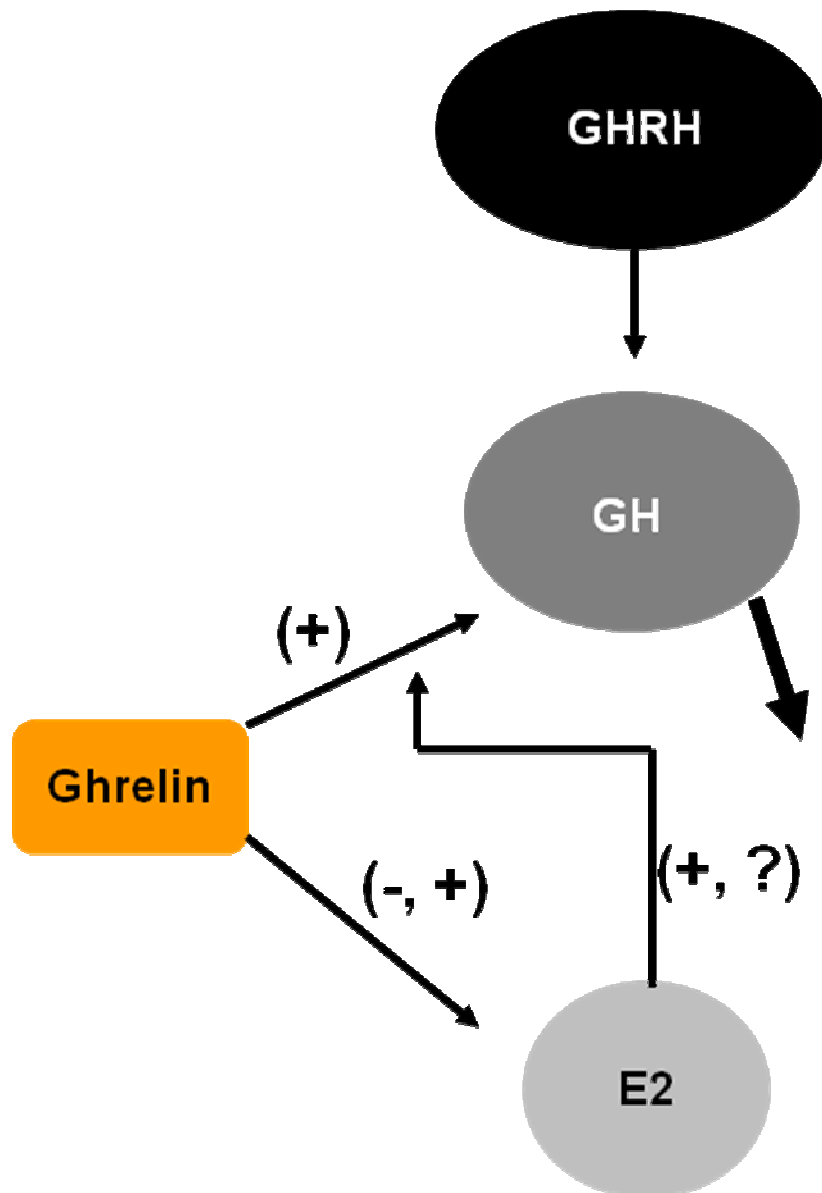 GHRH
GH
(+)
Ghrelin
(-, +)
(+, ?)
E2